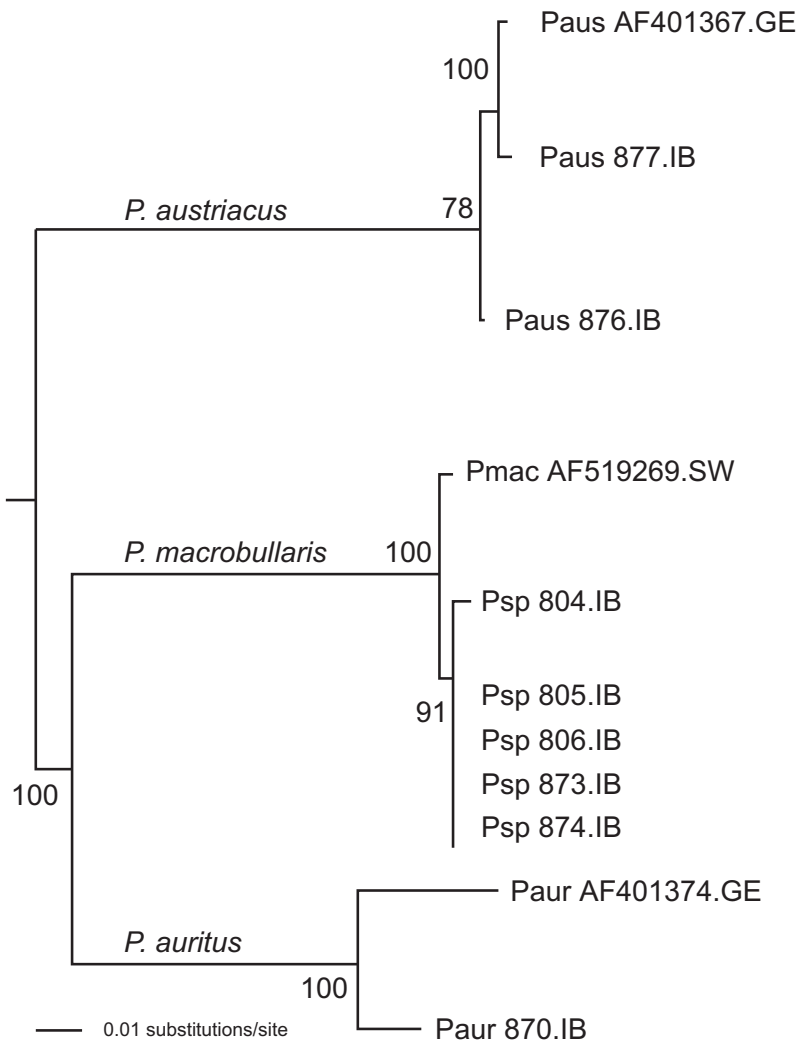 Paus AF401367.GE
100
Paus 877.IB
P. austriacus
78
Paus 876.IB
Pmac AF519269.SW
P. macrobullaris
100
Psp 804.IB
Psp 805.IB
91
Psp 806.IB
Psp 873.IB
100
Psp 874.IB
Paur AF401374.GE
P. auritus
100
0.01 substitutions/site
Paur 870.IB